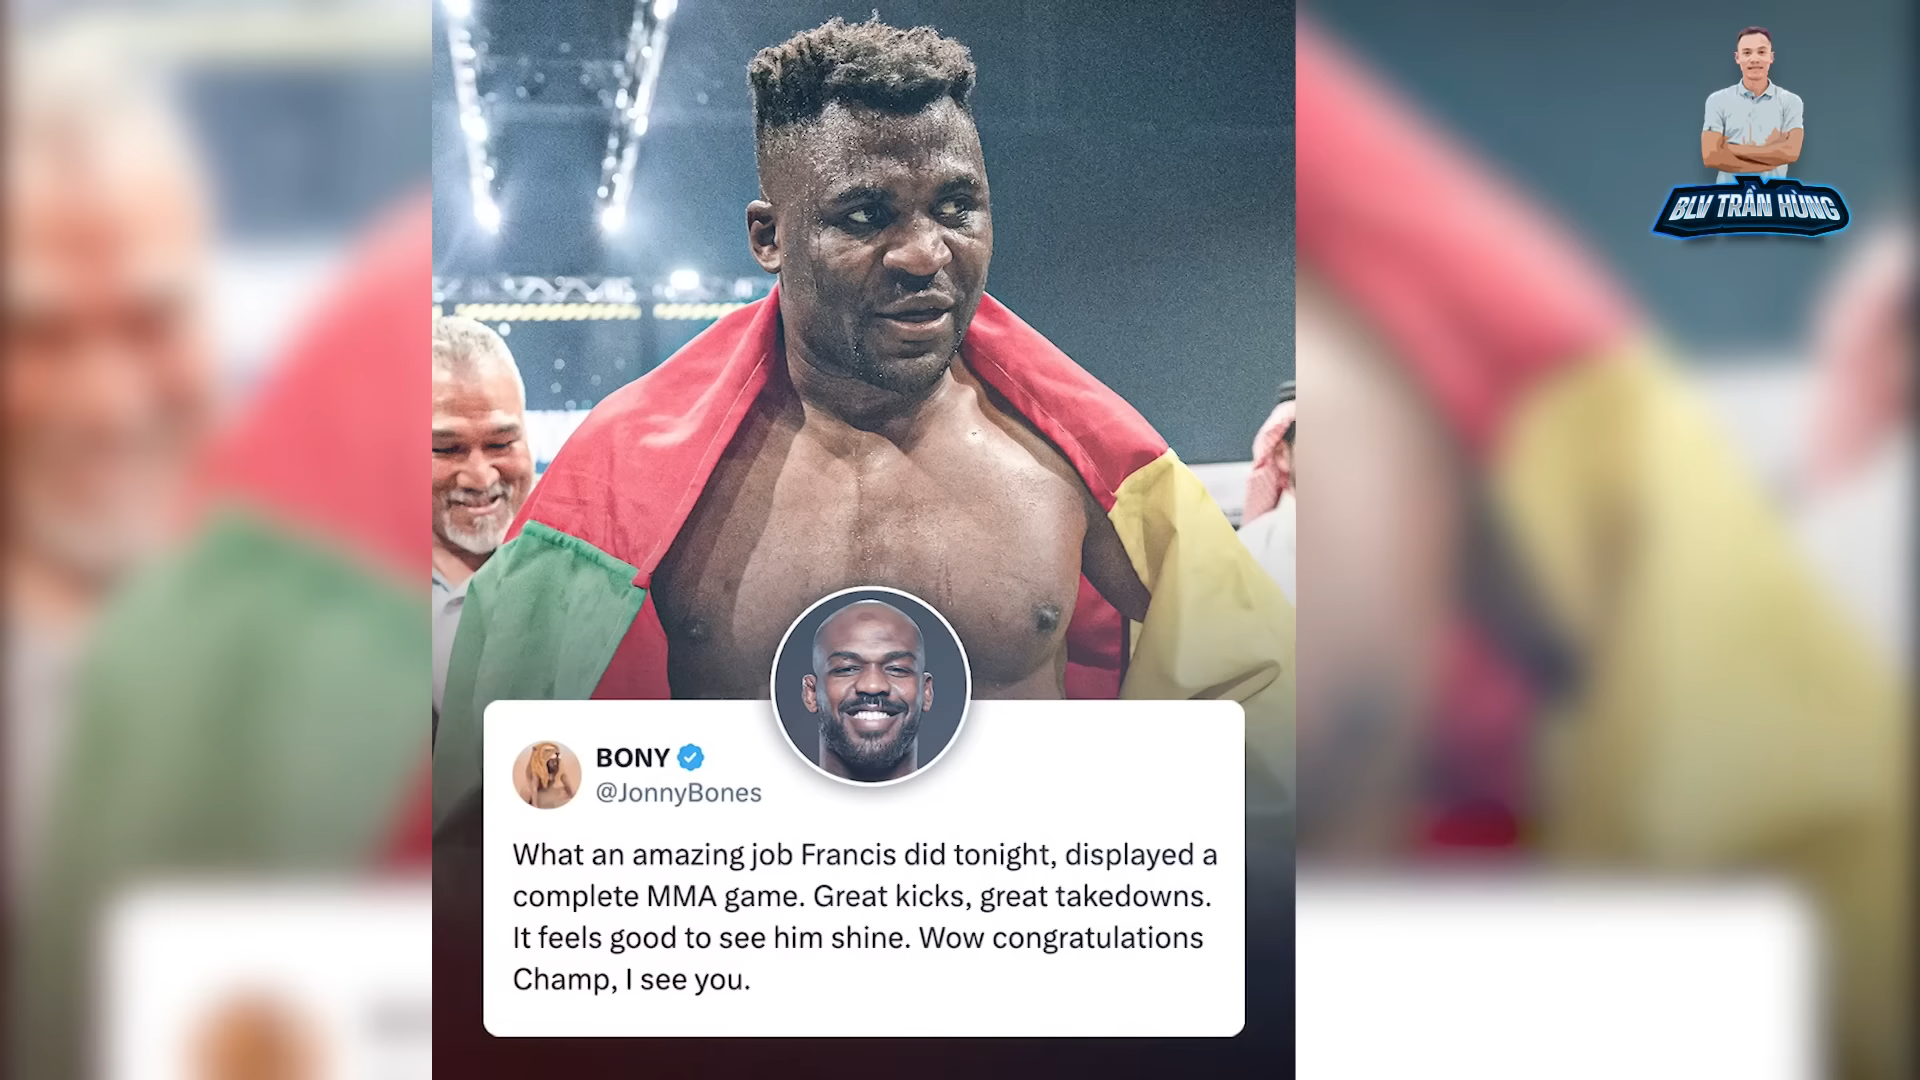 BLV TRẦN HÙNG
BONY
@JonnyBones
What an amazing job Francis did tonight, displayed a
complete MMA game. Great kicks, great takedowns.
It feels good to see him shine. Wow congratulations
Champ, I see you.